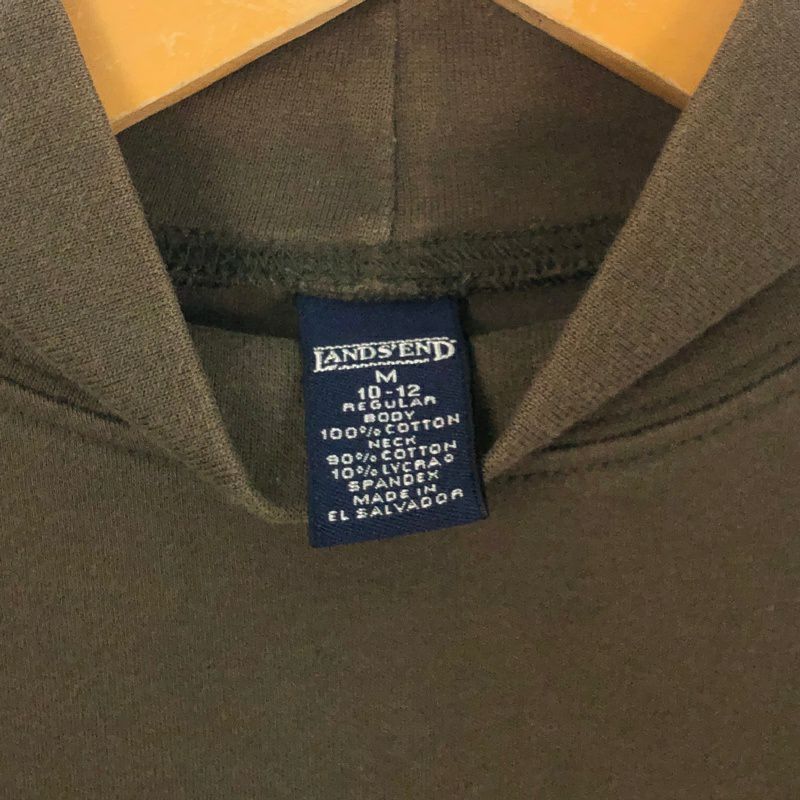 LANDS' END
M
10-12
REGULAR
BODY
100% COTTON
NECK
90% COTTON
10% LYCRA®
SPANDEX
MADE IN
EL SALVADOR